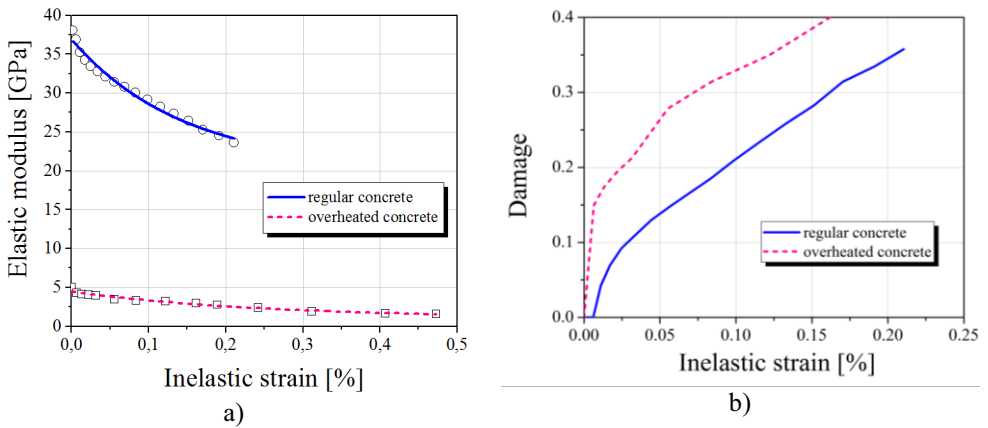 Elastic modulus [GPa]
40
35
30
25
20
15
10
5
0
regular concrete
overheated concrete
0,0 0,1 0,2 0,3 0,4 0,5
Inelastic strain [%]
a)
Damage
0.4
0.3
0.2
0.1
0.0
regular concrete
overheated concrete
0.00 0.05 0.10 0.15 0.20 0.25
Inelastic strain [%]
b)